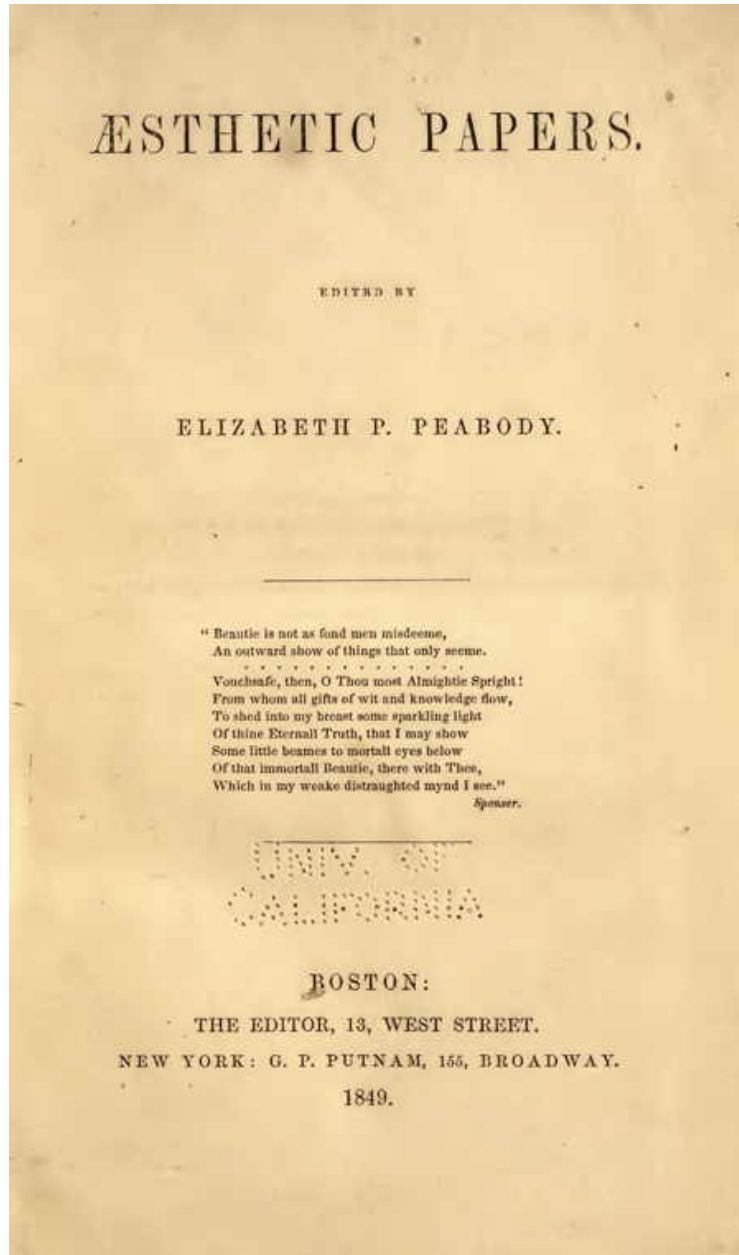 ÆSTHETIC PAPERS.
EDITED BY
ELIZABETH P. PEABODY.
“ Beautie is not as fond men misdeeme,
An outward show of things that only seeme.
. . . . . . . . . . . . . .
Vouchsafe, then, O Thou most Almightie Spright!
From whom all gifts of wit and knowledge flow,
To shed into my breast some sparkling light
Of thine Eternall Truth, that I may show
Some little beames to mortall eyes below
Of that immortall Beautie, there with Thee,
Which in my weake distraughted mynd I see.”
Spenser.
UNIV. OF
CALIFORNIA
BOSTON:
THE EDITOR, 13, WEST STREET.
NEW YORK: G. P. PUTNAM, 155, BROADWAY.
1849.